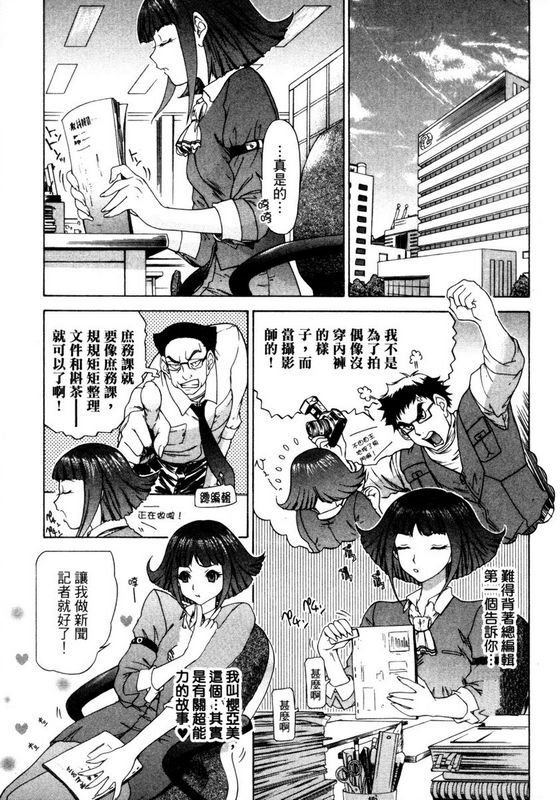 …真是的…
唔
唔
我不是
為了拍
偶像沒
穿內褲
的樣
子，而
當攝影
師的！
庶務課就
要像庶務課，
規規矩矩整理
文件和斟茶──
就可以了啊！
總編輯
正在做啦！
難得背著總編輯
第一個告訴你…
甚麼啊
甚麼啊
唔
讓我做新聞
記者就好了！
我叫櫻亞美，
這個…其實
是有關超能
力的故事♥